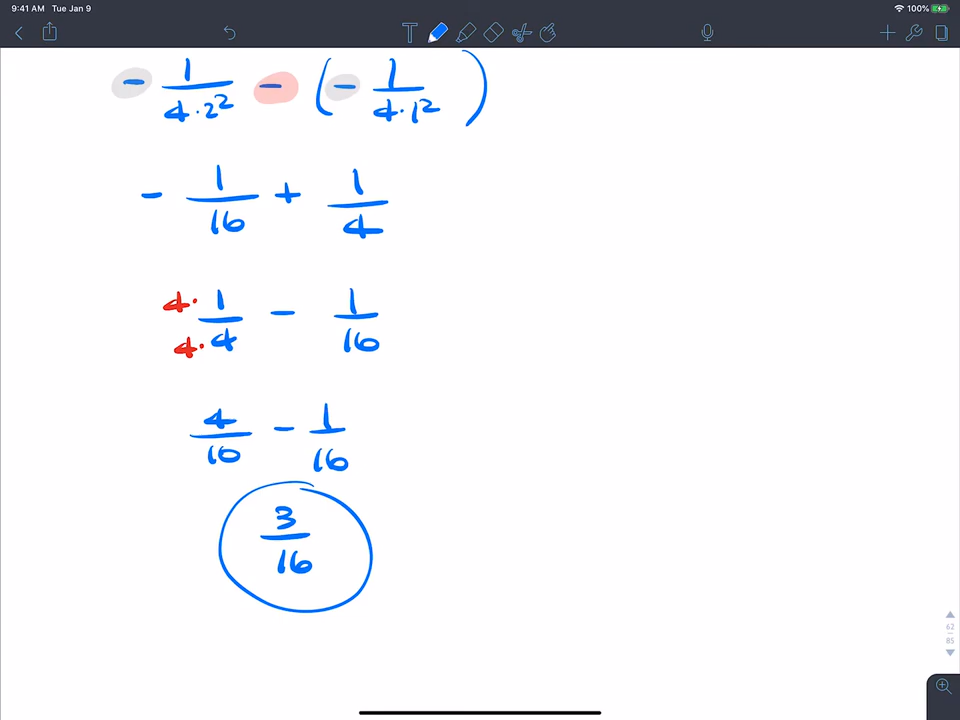 9:41 AM Tue Jan 9 100%
T
- 1/(4·2²) - (- 1/(4·1²))
- 1/16 + 1/4
4· 1/4· 4 - 1/16
4/16 - 1/16
3/16
62
85